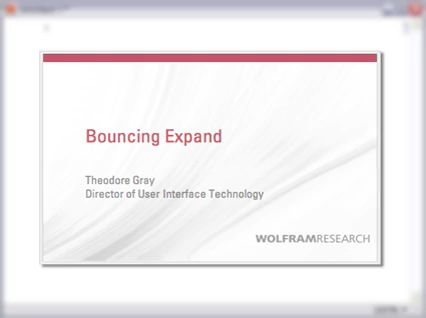 Bouncing Expand
Theodore Gray
Director of User Interface Technology
WOLFRAMRESEARCH